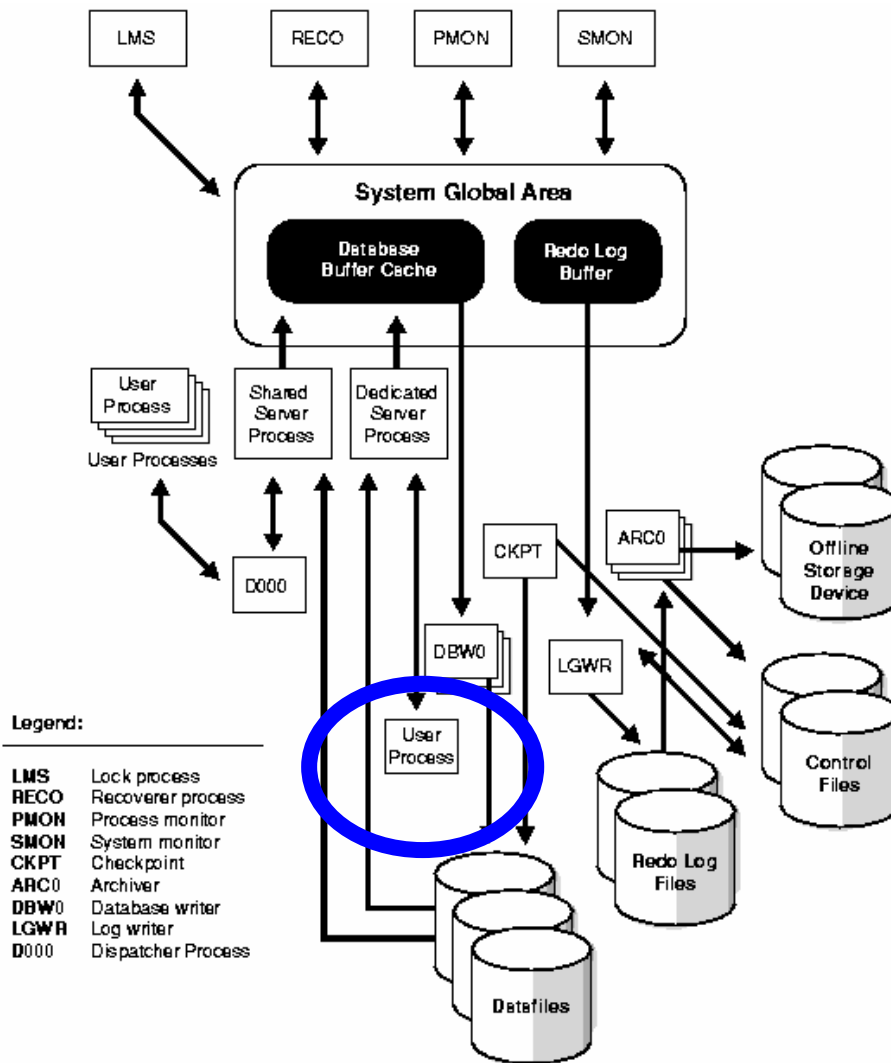 LMS
RECO
PMON
SMON
System Global Area
Database
Buffer Cache
Redo Log
Buffer
User
Process
User Processes
Shared
Server
Process
Dedicated
Server
Process
D000
CKPT
ARC0
Offline
Storage
Device
DBW0
LGWR
User
Process
Control
Files
Redo Log
Files
Datafiles
Legend:
LMS Lock process
RECO Recoverer process
PMON Process monitor
SMON System monitor
CKPT Checkpoint
ARC0 Archiver
DBW0 Database writer
LGWR Log writer
D000 Dispatcher Process